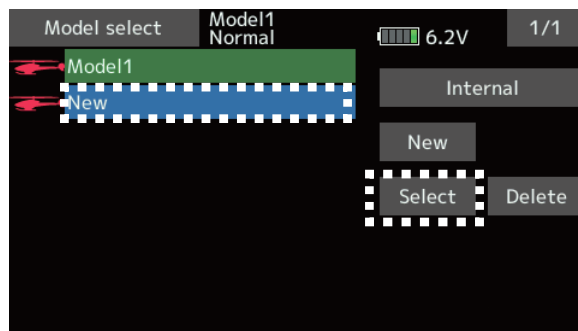 Model select
Model1
Normal
6.2V
1/1
Model1
Internal
New
New
Select
Delete